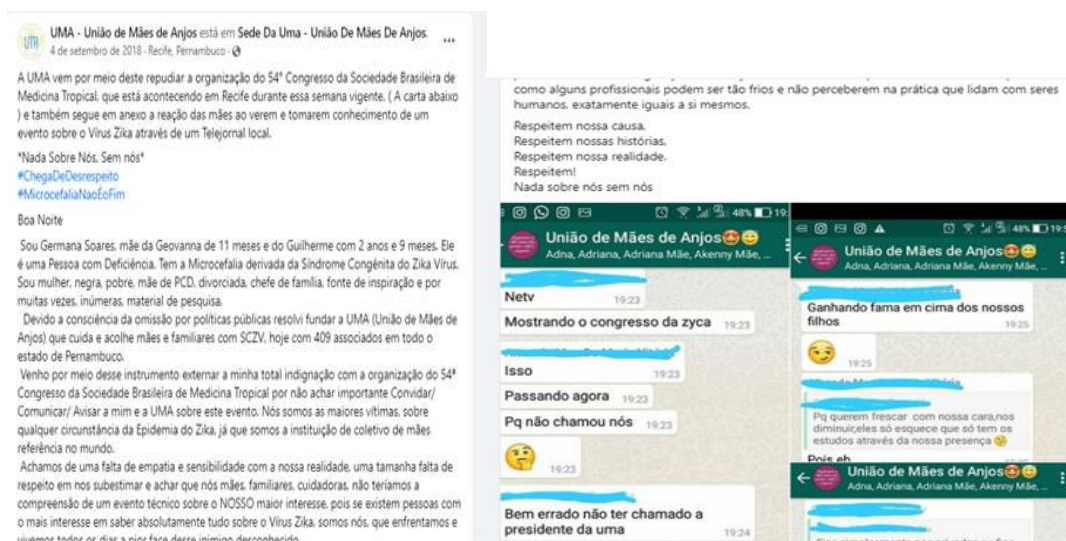 UMA - União de Mães de Anjos está em Sede Da Uma - União De Mães De Anjos.
4 de setembro de 2018 · Recife, Pernambuco ·
A UMA vem por meio deste repudiar a organização do 54° Congresso da Sociedade Brasileira de
Medicina Tropical, que está acontecendo em Recife durante essa semana vigente. ( A carta abaixo
) e também segue em anexo a reação das mães ao verem e tomarem conhecimento de um
evento sobre o Vírus Zika através de um Telejornal local.
*Nada Sobre Nós, Sem nós*
#ChegaDeDesrespeito
#MicrocefaliaNaoÉoFim
Boa Noite
Sou Germana Soares, mãe da Geovanna de 11 meses e do Guilherme com 2 anos e 9 meses. Ele
é uma Pessoa com Deficiência. Tem a Microcefalia derivada da Síndrome Congênita do Zika Vírus.
Sou mulher, negra, pobre, mãe de PCD, divorciada, chefe de família, fonte de inspiração e por
muitas vezes, inúmeras, material de pesquisa.
Devido a consciência da omissão por políticas públicas resolvi fundar a UMA (União de Mães de
Anjos) que cuida e acolhe mães e familiares com SCZV, hoje com 409 associados em todo o
estado de Pernambuco.
Venho por meio desse instrumento externar a minha total indignação com a organização do 54ª
Congresso da Sociedade Brasileira de Medicina Tropical por não achar importante Convidar/
Comunicar/ Avisar a mim e a UMA sobre este evento. Nós somos as maiores vítimas, sobre
qualquer circunstância da Epidemia do Zika, já que somos a instituição de coletivo de mães
referência no mundo.
Achamos de uma falta de empatia e sensibilidade com a nossa realidade, uma tamanha falta de
respeito em nos subestimar e achar que nós mães, familiares, cuidadoras, não teríamos a
compreensão de um evento técnico sobre o NOSSO maior interesse, pois se existem pessoas com
o mais interesse em saber absolutamente tudo sobre o Vírus Zika, somos nós, que enfrentamos e
vivemos todos os dias a pior face desse inimigo desconhecido.
como alguns profissionais podem ser tão frios e não perceberem na prática que lidam com seres
humanos, exatamente iguais a si mesmos.
Respeitem nossa causa,
Respeitem nossas histórias,
Respeitem nossa realidade.
Respeitem!
Nada sobre nós sem nós
48% 19:
União de Mães de Anjos
Adna, Adriana, Adriana Mãe, Akenny Mãe, ...
Netv 19:23
Mostrando o congresso da zyca 19:23
Isso 19:23
Passando agora 19:23
Pq não chamou nós 19:23
19:23
Bem errado não ter chamado a
presidente da uma 19:24
48% 19:5
União de Mães de Anjos
Adna, Adriana, Adriana Mãe, Akenny Mãe, ...
Ganhando fama em cima dos nossos
filhos 19:25
19:25
Pq querem frescar com nossa cara,nos
diminuir,eles só esquece que só tem os
estudos através da nossa presença
Pois eh
União de Mães de Anjos
Adna, Adriana, Adriana Mãe, Akenny Mãe, ...